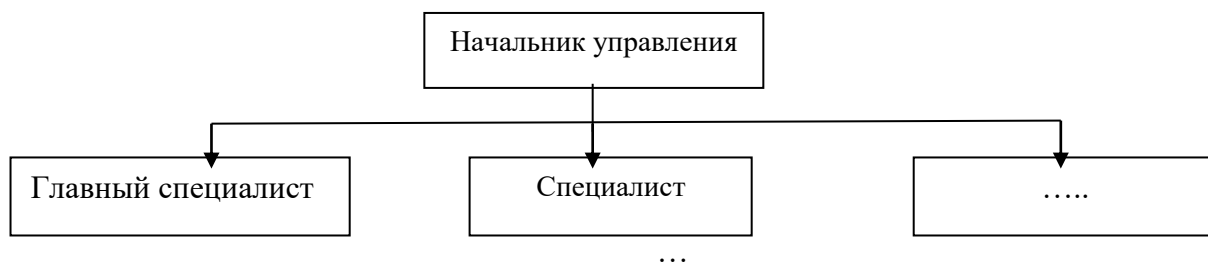 Начальник управления
Главный специалист
Специалист
…..
…